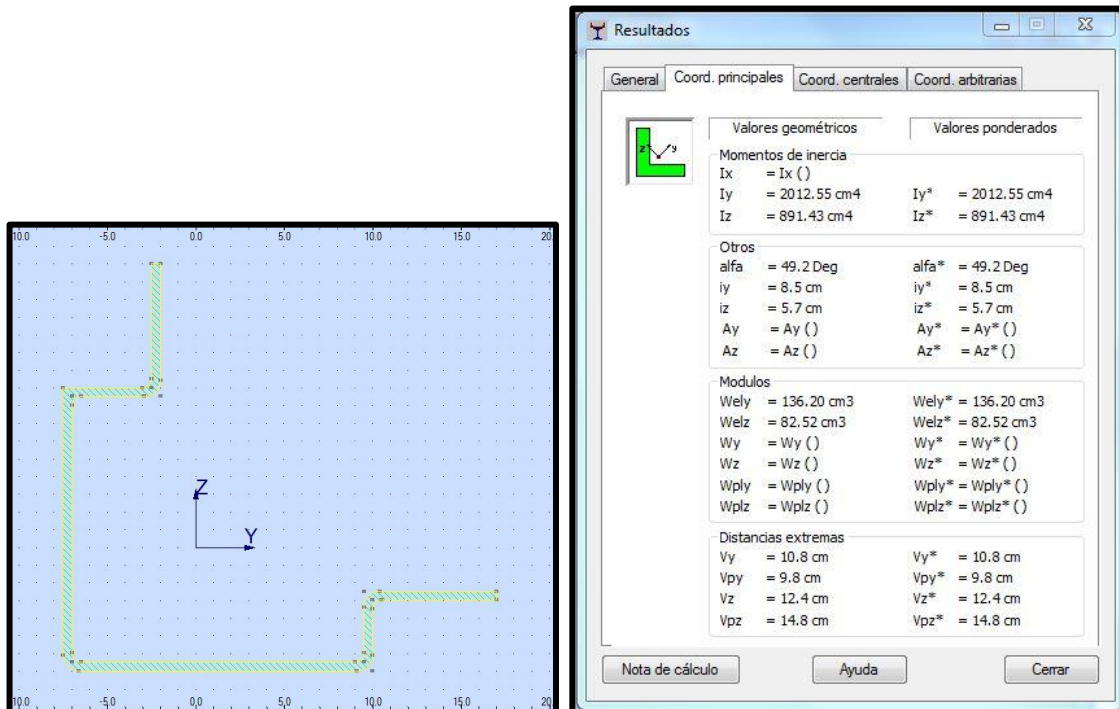 10.0 -5.0 0.0 5.0 10.0 15.0 20.
Z
Y
10.0 -5.0 0.0 5.0 10.0 15.0 20.
Resultados
General Coord. principales Coord. centrales Coord. arbitrarias
z y
Valores geométricos Valores ponderados
Momentos de inercia
Ix = Ix ()
Iy = 2012.55 cm4 Iy* = 2012.55 cm4
Iz = 891.43 cm4 Iz* = 891.43 cm4
Otros
alfa = 49.2 Deg alfa* = 49.2 Deg
iy = 8.5 cm iy* = 8.5 cm
iz = 5.7 cm iz* = 5.7 cm
Ay = Ay () Ay* = Ay* ()
Az = Az () Az* = Az* ()
Modulos
Wely = 136.20 cm3 Wely* = 136.20 cm3
Welz = 82.52 cm3 Welz* = 82.52 cm3
Wy = Wy () Wy* = Wy* ()
Wz = Wz () Wz* = Wz* ()
Wply = Wply () Wply* = Wply* ()
Wplz = Wplz () Wplz* = Wplz* ()
Distancias extremas
Vy = 10.8 cm Vy* = 10.8 cm
Vpy = 9.8 cm Vpy* = 9.8 cm
Vz = 12.4 cm Vz* = 12.4 cm
Vpz = 14.8 cm Vpz* = 14.8 cm
Nota de cálculo Ayuda Cerrar